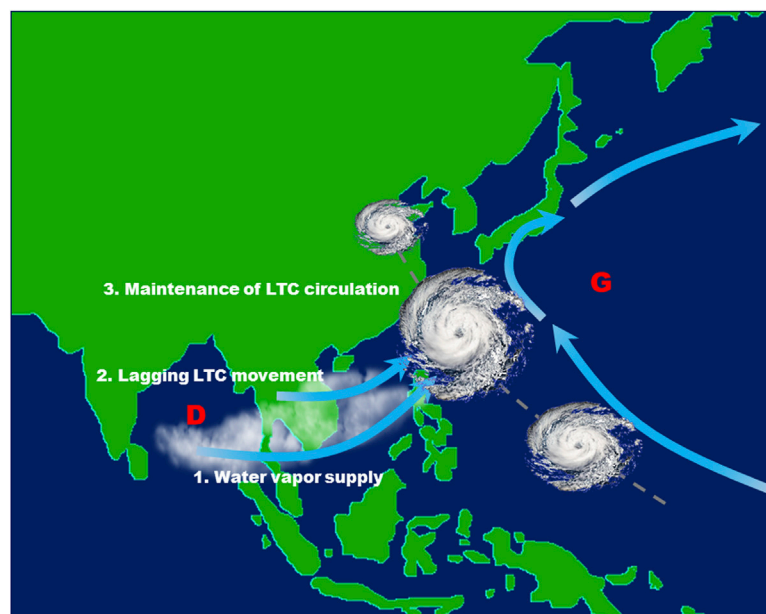 G
3. Maintenance of LTC circulation
2. Lagging LTC movement
D
1. Water vapor supply